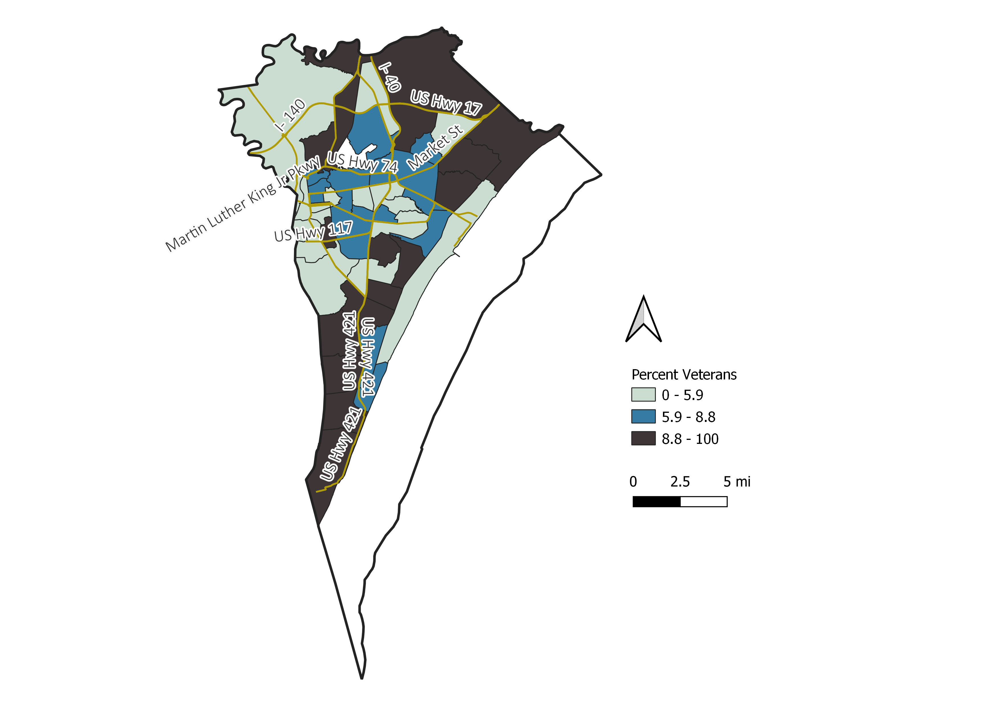 I- 40
US Hwy 17
I- 140
Market St
US Hwy 74
Martin Luther King Jr Pkwy
US Hwy 117
US Hwy 421
US Hwy 421
US Hwy 421
Percent Veterans
0 - 5.9
5.9 - 8.8
8.8 - 100
0 2.5 5 mi